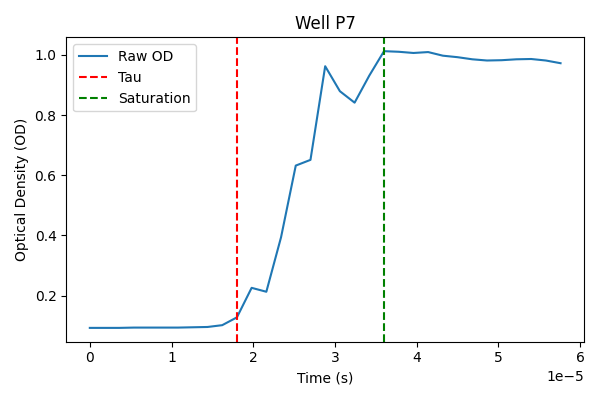 Well P7
Raw OD
Tau
Saturation
Optical Density (OD)
1.0
0.8
0.6
0.4
0.2
0 1 2 3 4 5 6
1e−5
Time (s)